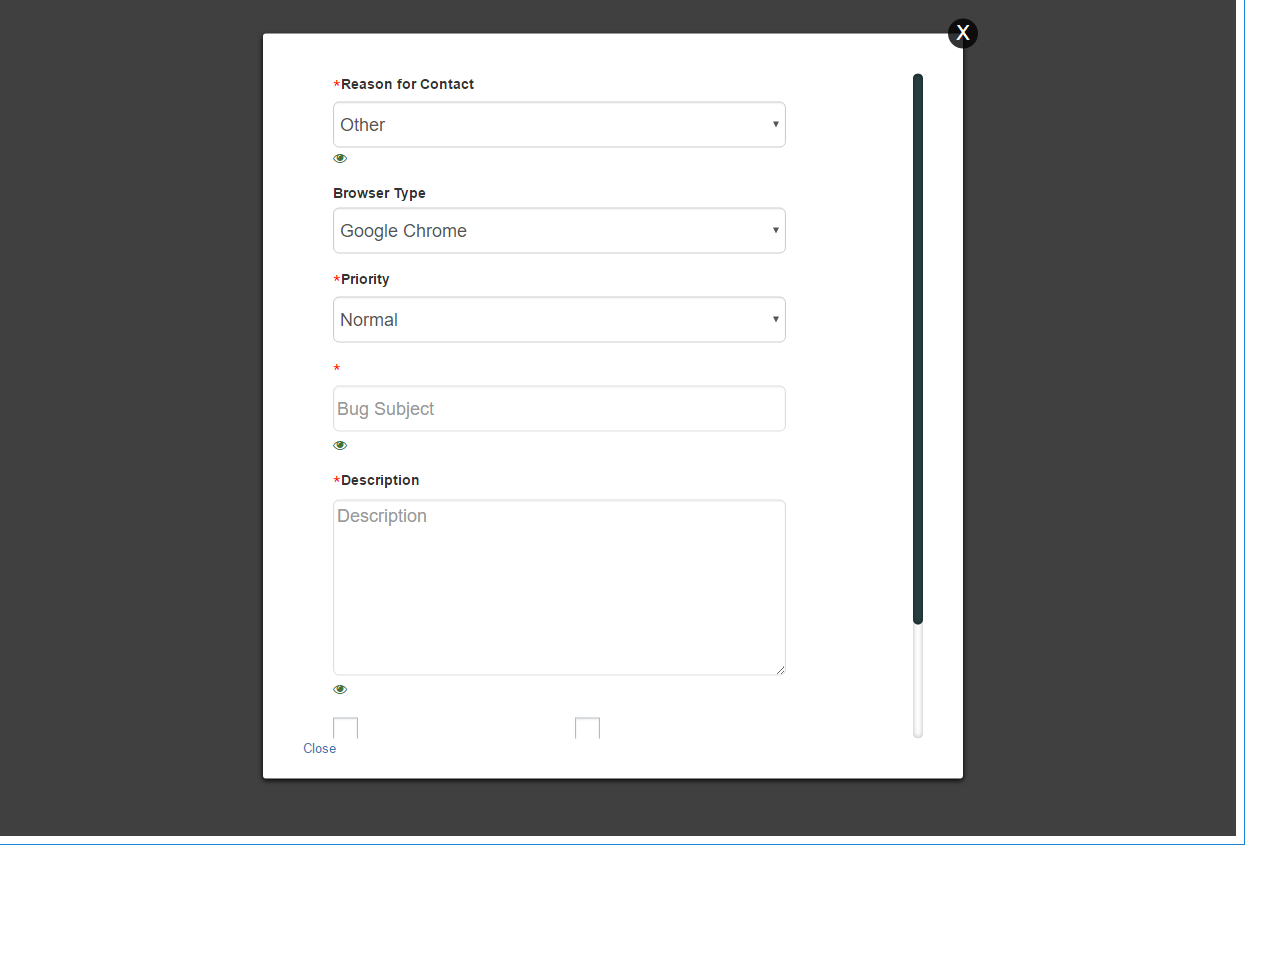 X
*Reason for Contact
Other
Browser Type
Google Chrome
*Priority
Normal
*
Bug Subject
*Description
Description
Close